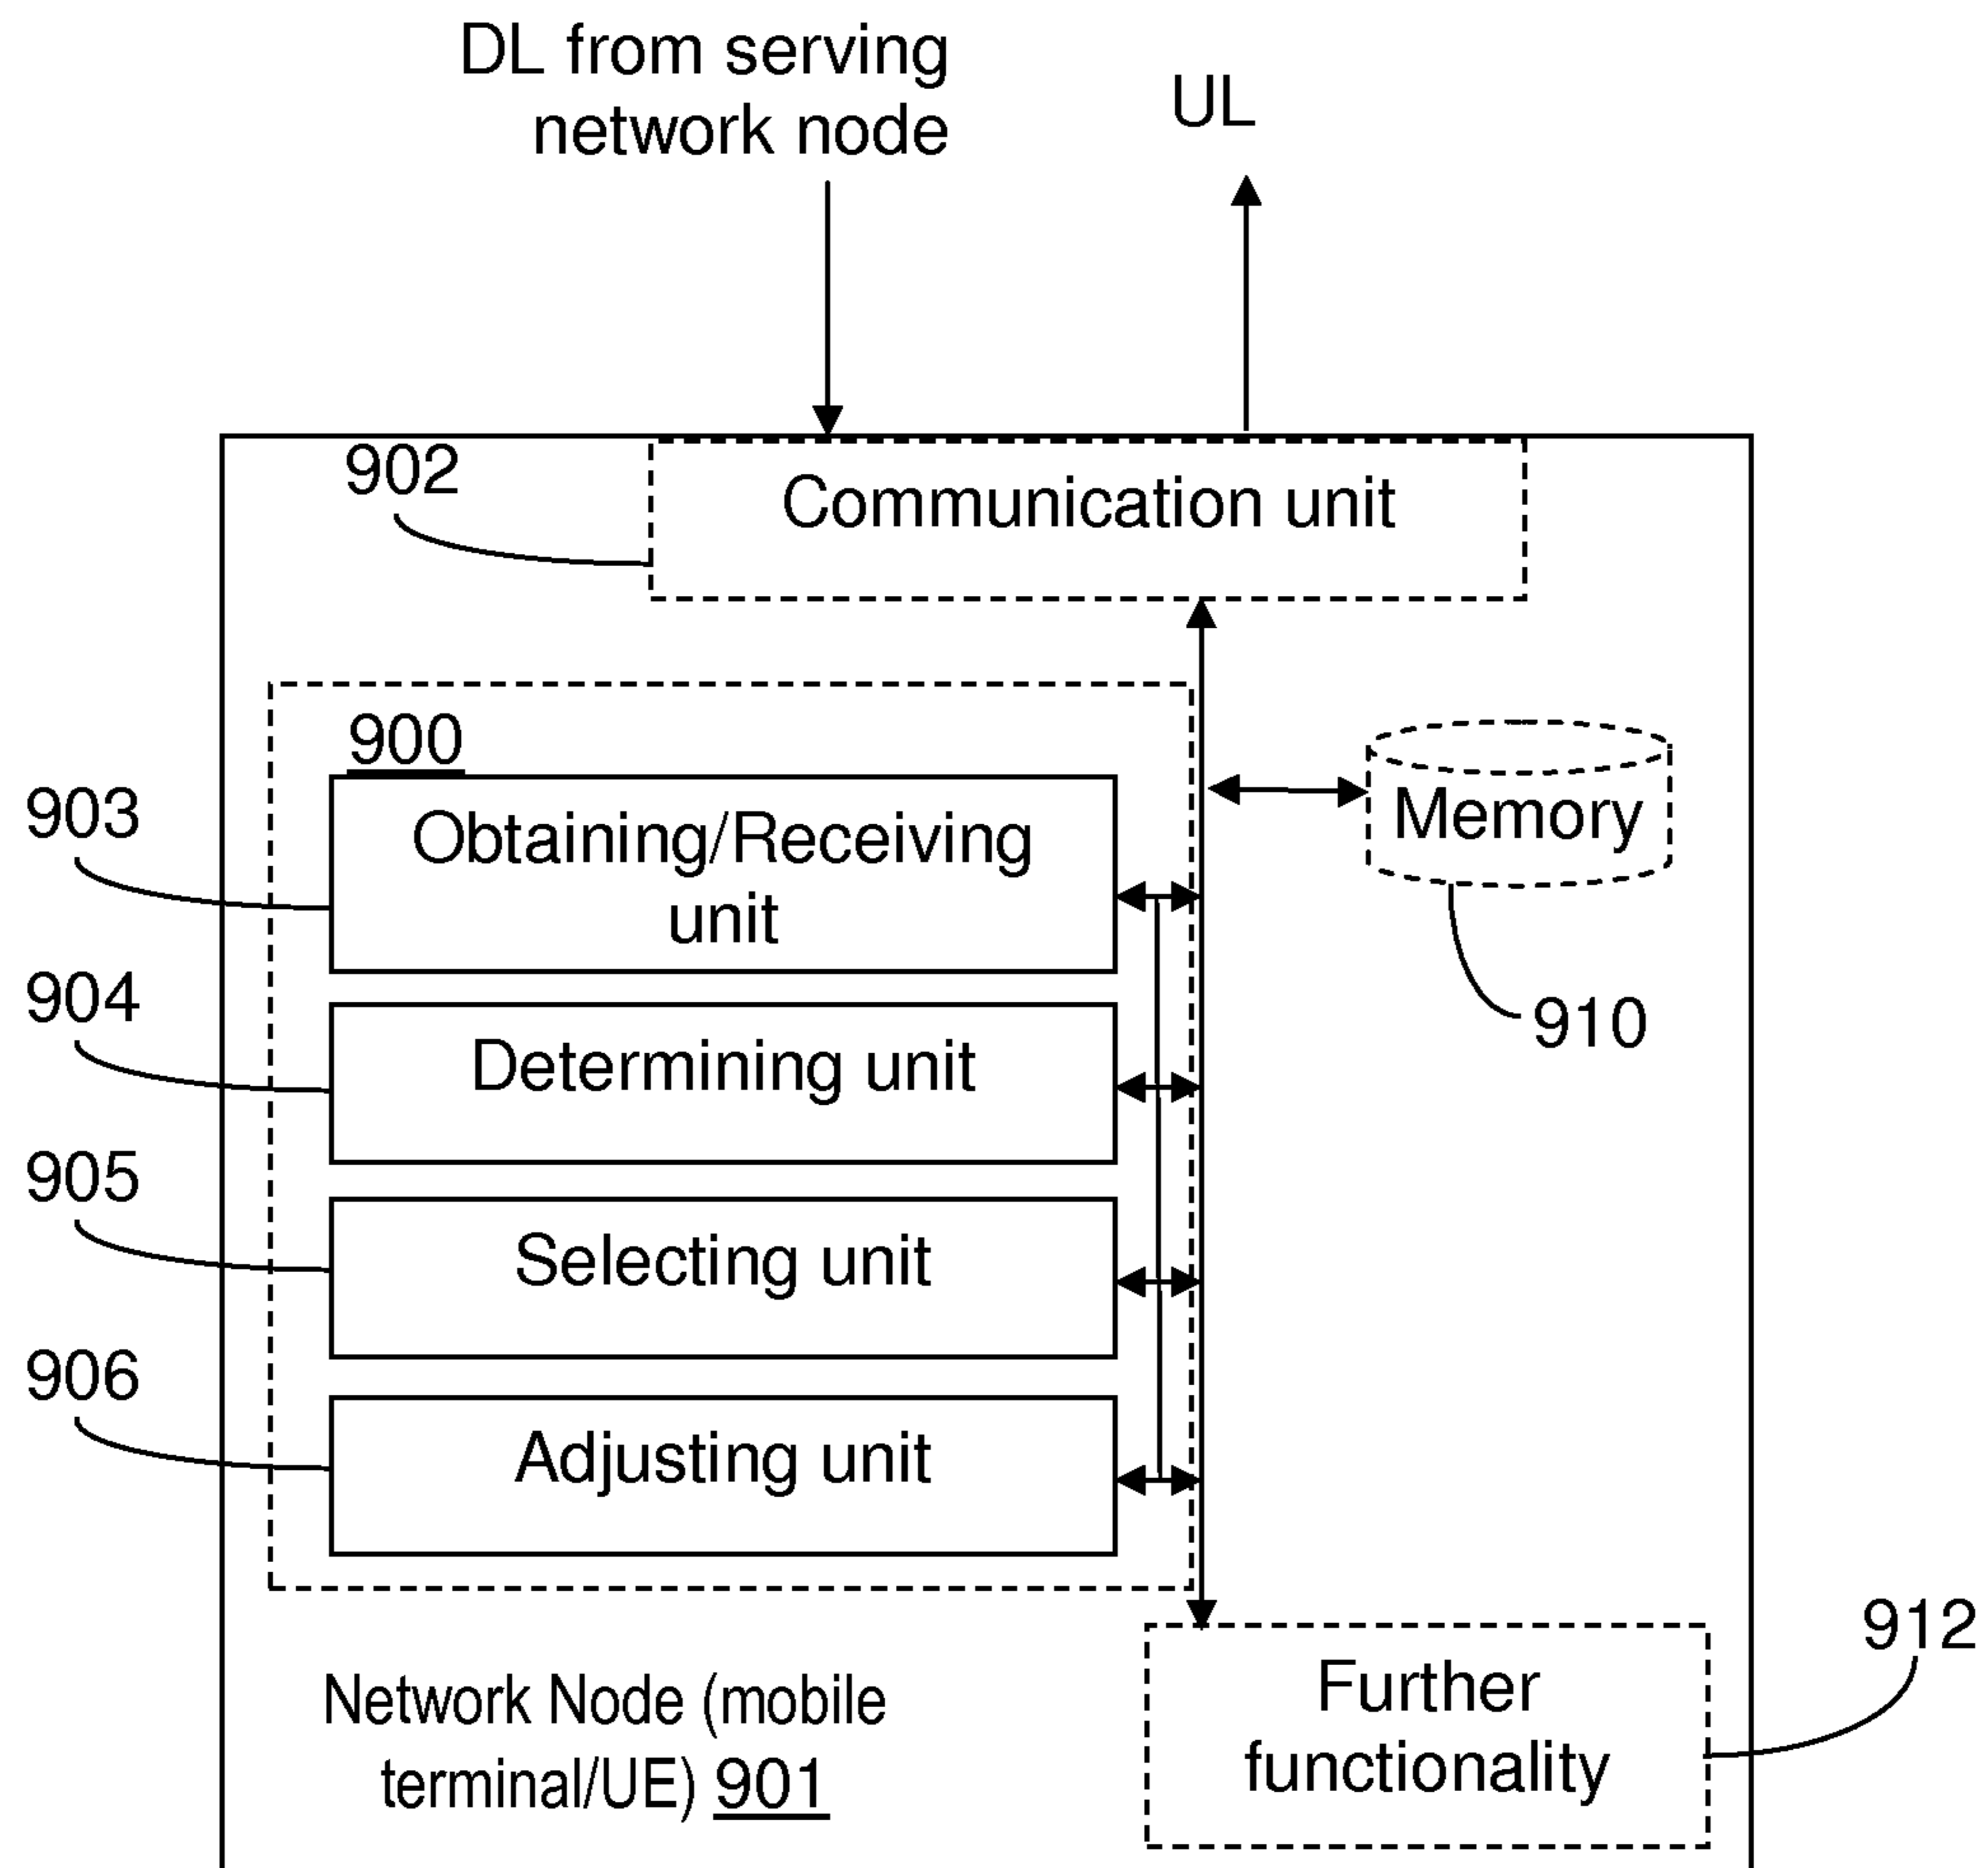 DL from serving
network node
UL
902
Communication unit
900
903
Obtaining/Receiving
unit
Memory
904
Determining unit
910
905
Selecting unit
906
Adjusting unit
912
Further
functionality
Network Node (mobile
terminal/UE) 901